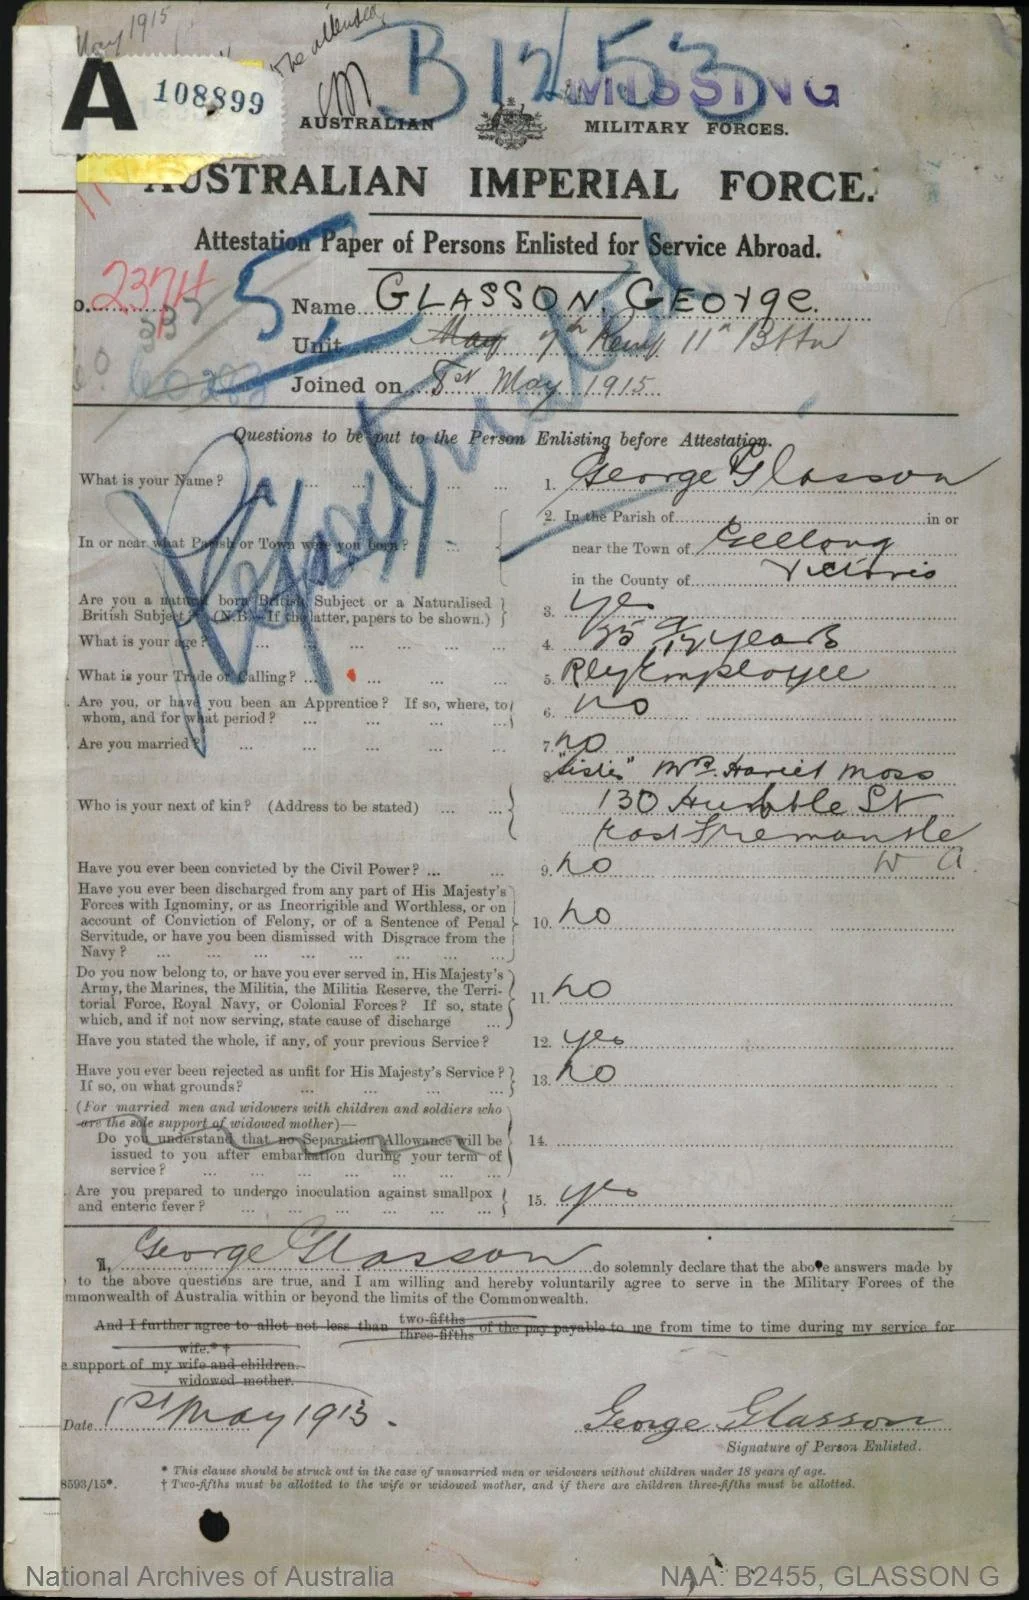 May 1915
The attended
B1253
MISSING
A 108899
AUSTRALIAN MILITARY FORCES.
AUSTRALIAN IMPERIAL FORCE.
Attestation Paper of Persons Enlisted for Service Abroad.
o. 2374
5
Name GLASSON. GEOrge.
Unit May 7th Reinf 11th Battn
Joined on 1st May 1915
Questions to be put to the Person Enlisting before Attestation.
What is your Name? ... 1. George Glasson
2. In the Parish of in or
In or near what Parish or Town were you born? ... near the Town of Geelong
in the County of Victoria
Are you a natural born British Subject or a Naturalised
British Subject? (N.B.—If the latter, papers to be shown.) 3. Yes
What is your age? ... 4. 35 9/12 years
What is your Trade or Calling? ... 5. Rly Employee
Are you, or have you been an Apprentice? If so, where, to
whom, and for what period? ... 6. no
Are you married? ... 7. no
8. "Sister" Mrs. Hariet Moss
Who is your next of kin? (Address to be stated) ... 130 Humble St
East Fremantle
W A.
Have you ever been convicted by the Civil Power? ... 9. no
Have you ever been discharged from any part of His Majesty's
Forces with Ignominy, or as Incorrigible and Worthless, or on
account of Conviction of Felony, or of a Sentence of Penal 10. no
Servitude, or have you been dismissed with Disgrace from the
Navy? ...
Do you now belong to, or have you ever served in, His Majesty's
Army, the Marines, the Militia, the Militia Reserve, the Terri-
torial Force, Royal Navy, or Colonial Forces? If so, state 11. no
which, and if not now serving, state cause of discharge ...
Have you stated the whole, if any, of your previous Service? 12. yes
Have you ever been rejected as unfit for His Majesty's Service?
If so, on what grounds? ... 13. no
(For married men and widowers with children and soldiers who
are the sole support of widowed mother)—
Do you understand that no Separation Allowance will be 14.
issued to you after embarkation during your term of
service? ...
Are you prepared to undergo inoculation against smallpox
and enteric fever? ... 15. yes
Repatriated
I, George Glasson do solemnly declare that the above answers made by
to the above questions are true, and I am willing and hereby voluntarily agree to serve in the Military Forces of the
mmonwealth of Australia within or beyond the limits of the Commonwealth.
And I further agree to allot not less than two-fifths three-fifths of the pay payable to me from time to time during my service for
wife.* †
e support of my wife and children.
widowed mother.
Date 1st May 1915.
George Glasson
Signature of Person Enlisted.
* This clause should be struck out in the case of unmarried men or widowers without children under 18 years of age.
8593/15*. † Two-fifths must be allotted to the wife or widowed mother, and if there are children three-fifths must be allotted.
National Archives of Australia NAA: B2455, GLASSON G